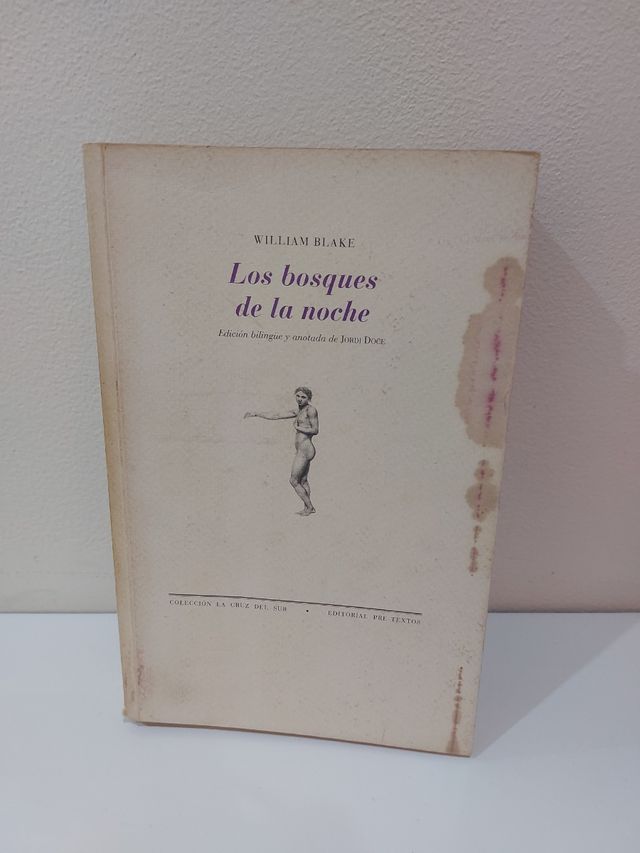 WILLIAM BLAKE
Los bosques
de la noche
Edición bilingüe y anotada de JORDI DOCE
COLECCIÓN LA CRUZ DEL SUR • EDITORIAL PRE-TEXTOS